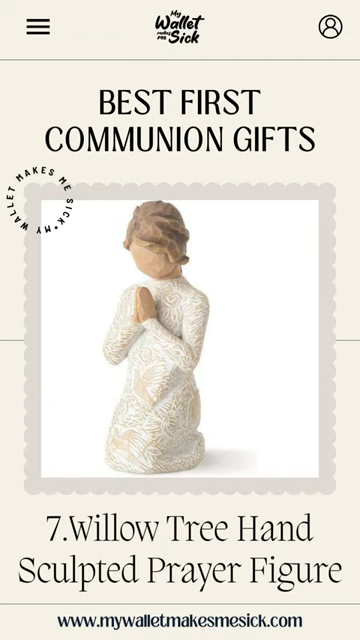 My
Wallet
makes
me Sick
BEST FIRST
COMMUNION GIFTS
MY WALLET MAKES ME SICK •
7.Willow Tree Hand
Sculpted Prayer Figure
www.mywalletmakesmesick.com